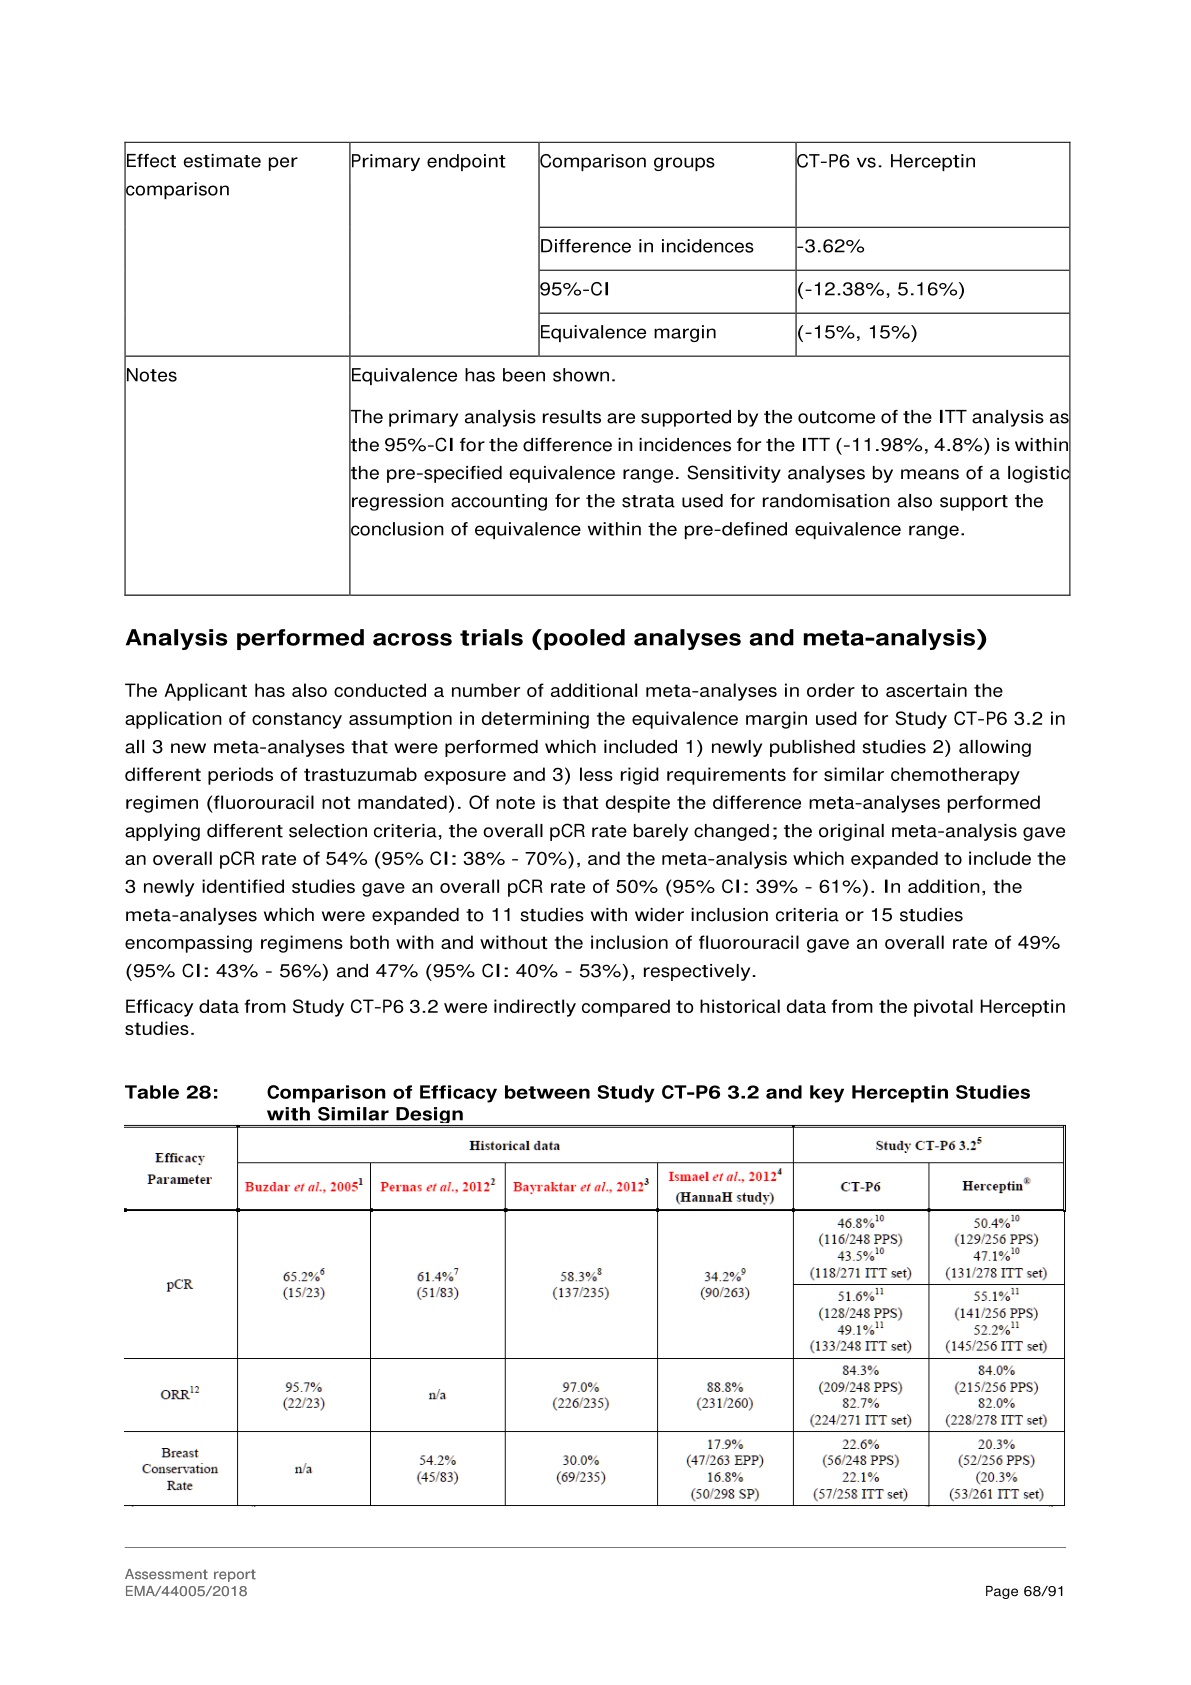 Effect estimate per
comparison
Primary endpoint
Comparison groups
CT-P6 vs. Herceptin
Difference in incidences
-3.62%
95%-CI
(-12.38%, 5.16%)
Equivalence margin
(-15%, 15%)
Notes
Equivalence has been shown.
The primary analysis results are supported by the outcome of the ITT analysis as
the 95%-CI for the difference in incidences for the ITT (-11.98%, 4.8%) is within
the pre-specified equivalence range. Sensitivity analyses by means of a logistic
regression accounting for the strata used for randomisation also support the
conclusion of equivalence within the pre-defined equivalence range.
Analysis performed across trials (pooled analyses and meta-analysis)
The Applicant has also conducted a number of additional meta-analyses in order to ascertain the
application of constancy assumption in determining the equivalence margin used for Study CT-P6 3.2 in
all 3 new meta-analyses that were performed which included 1) newly published studies 2) allowing
different periods of trastuzumab exposure and 3) less rigid requirements for similar chemotherapy
regimen (fluorouracil not mandated). Of note is that despite the difference meta-analyses performed
applying different selection criteria, the overall pCR rate barely changed; the original meta-analysis gave
an overall pCR rate of 54% (95% CI: 38% - 70%), and the meta-analysis which expanded to include the
3 newly identified studies gave an overall pCR rate of 50% (95% CI: 39% - 61%). In addition, the
meta-analyses which were expanded to 11 studies with wider inclusion criteria or 15 studies
encompassing regimens both with and without the inclusion of fluorouracil gave an overall rate of 49%
(95% CI: 43% - 56%) and 47% (95% CI: 40% - 53%), respectively.
Efficacy data from Study CT-P6 3.2 were indirectly compared to historical data from the pivotal Herceptin
studies.
Table 28: Comparison of Efficacy between Study CT-P6 3.2 and key Herceptin Studies
with Similar Design
Efficacy
Parameter
Historical data
Study CT-P6 3.2⁵
Buzdar et al., 2005¹
Pernas et al., 2012²
Bayraktar et al., 2012³
Ismael et al., 2012⁴
(HannaH study)
CT-P6
Herceptin®
pCR
65.2%⁶
(15/23)
61.4%⁷
(51/83)
58.3%⁸
(137/235)
34.2%⁹
(90/263)
46.8%¹⁰
(116/248 PPS)
43.5%¹⁰
(118/271 ITT set)
50.4%¹⁰
(129/256 PPS)
47.1%¹⁰
(131/278 ITT set)
51.6%¹¹
(128/248 PPS)
49.1%¹¹
(133/248 ITT set)
55.1%¹¹
(141/256 PPS)
52.2%¹¹
(145/256 ITT set)
ORR¹²
95.7%
(22/23)
n/a
97.0%
(226/235)
88.8%
(231/260)
84.3%
(209/248 PPS)
82.7%
(224/271 ITT set)
84.0%
(215/256 PPS)
82.0%
(228/278 ITT set)
Breast
Conservation
Rate
n/a
54.2%
(45/83)
30.0%
(69/235)
17.9%
(47/263 EPP)
16.8%
(50/298 SP)
22.6%
(56/248 PPS)
22.1%
(57/258 ITT set)
20.3%
(52/256 PPS)
(20.3%
(53/261 ITT set)
Assessment report
EMA/44005/2018
Page 68/91